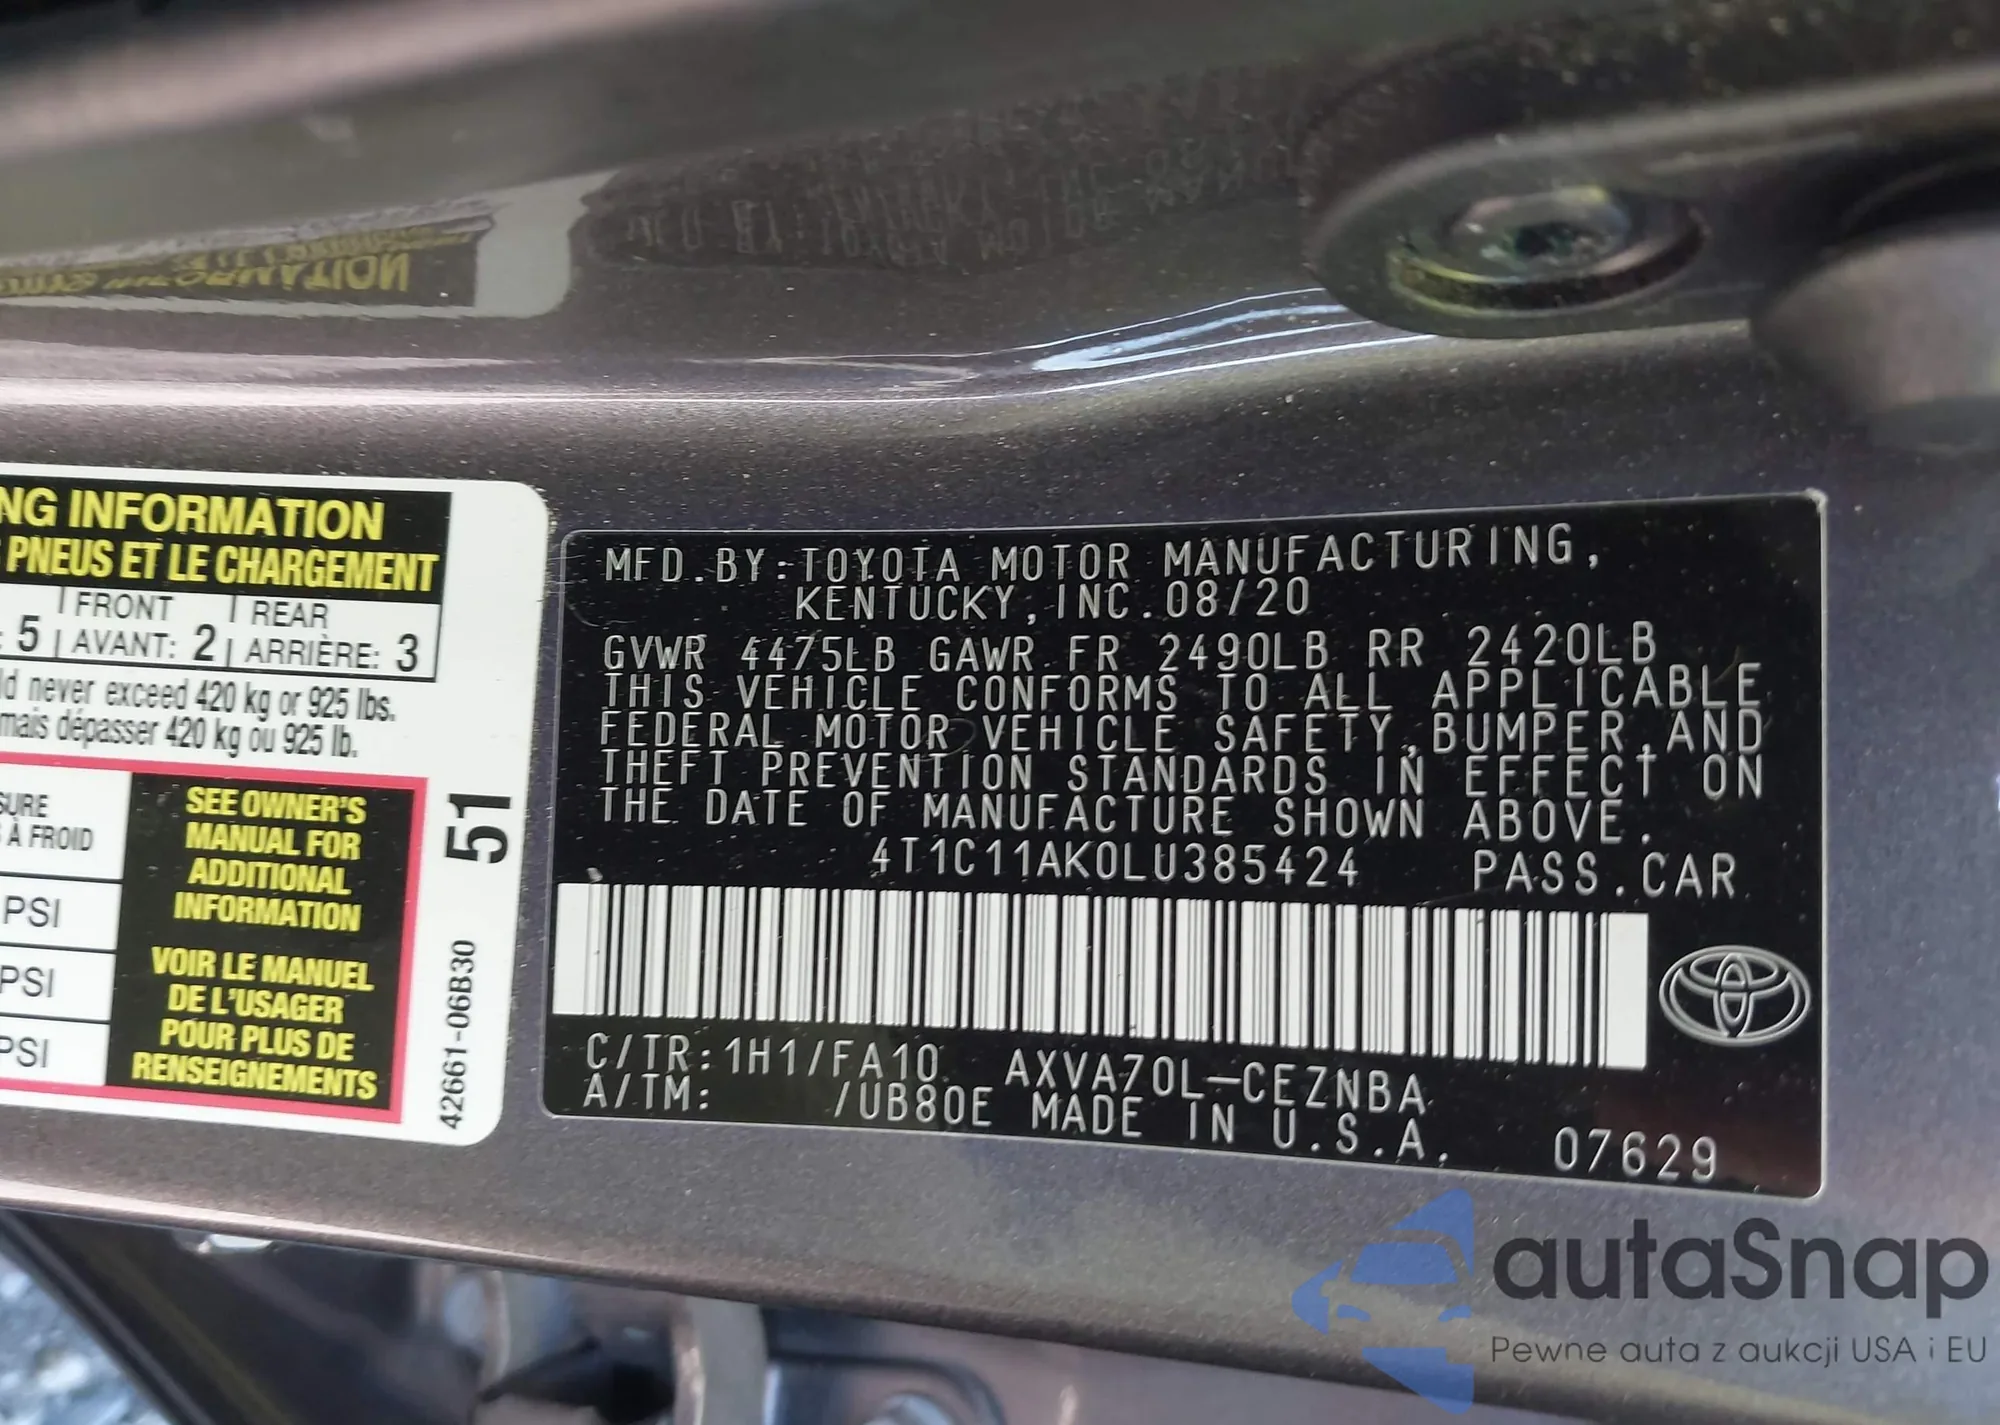 NG INFORMATION
PNEUS ET LE CHARGEMENT
FRONT REAR
5 AVANT: 2 ARRIÈRE: 3
ld never exceed 420 kg or 925 lbs.
mais dépasser 420 kg ou 925 lb.
SURE
À FROID
PSI
PSI
PSI
SEE OWNER'S
MANUAL FOR
ADDITIONAL
INFORMATION
VOIR LE MANUEL
DE L'USAGER
POUR PLUS DE
RENSEIGNEMENTS
51
42661-06B30
MFD.BY:TOYOTA MOTOR MANUFACTURING,
KENTUCKY,INC.08/20
GVWR 4475LB GAWR FR 2490LB RR 2420LB
THIS VEHICLE CONFORMS TO ALL APPLICABLE
FEDERAL MOTOR VEHICLE SAFETY,BUMPER,AND
THEFT PREVENTION STANDARDS IN EFFECT ON
THE DATE OF MANUFACTURE SHOWN ABOVE.
4T1C11AK0LU385424 PASS.CAR
C/TR:1H1/FA10 AXVA70L-CEZNBA
A/TM: /UB80E MADE IN U.S.A.
07629
autaSnap
Pewne auta z aukcji USA i EU